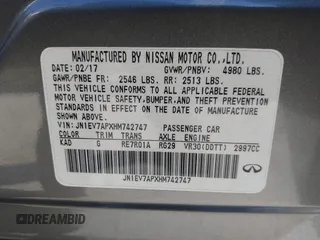 MANUFACTURED BY NISSAN MOTOR CO.,LTD.
DATE: 02/17 GVWR/PNBV: 4980 LBS.
GAWR/PNBE FR: 2546 LBS. RR: 2513 LBS.
THIS VEHICLE CONFORMS TO ALL APPLICABLE FEDERAL
MOTOR VEHICLE SAFETY,BUMPER,AND THEFT PREVENTION
STANDARDS IN EFFECT ON THE DATE OF MANUFACTURE
SHOWN ABOVE.
VIN: JN1EV7APXHM742747 PASSENGER CAR
COLOR TRIM TRANS AXLE ENGINE
KAD G RE7R01A RG29 VR30(DDTT) 2997CC
JN1EV7APXHM742747
DREAMBID